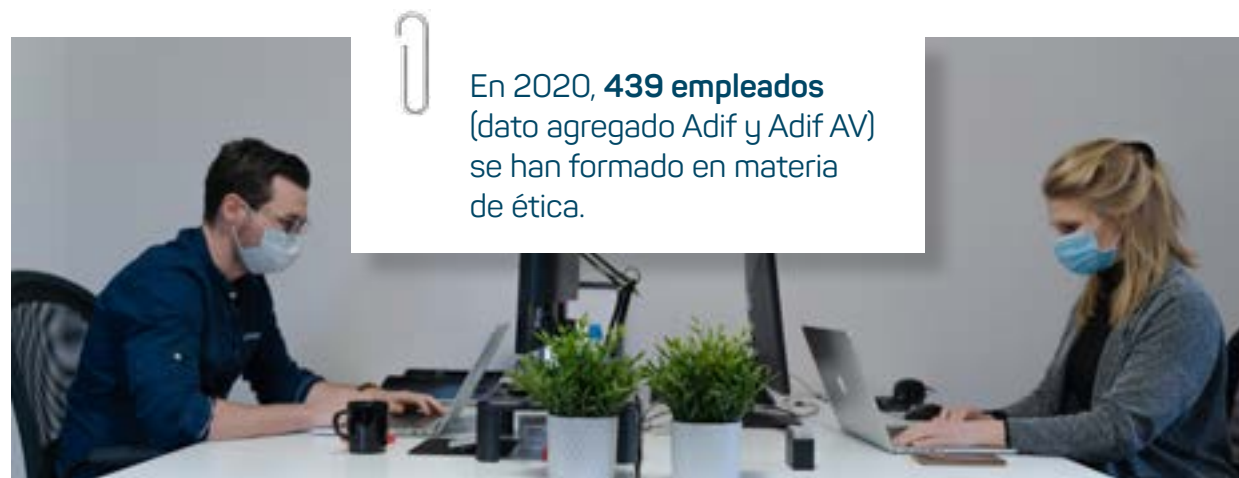 En 2020, 439 empleados
(dato agregado Adif y Adif AV)
se han formado en materia
de ética.